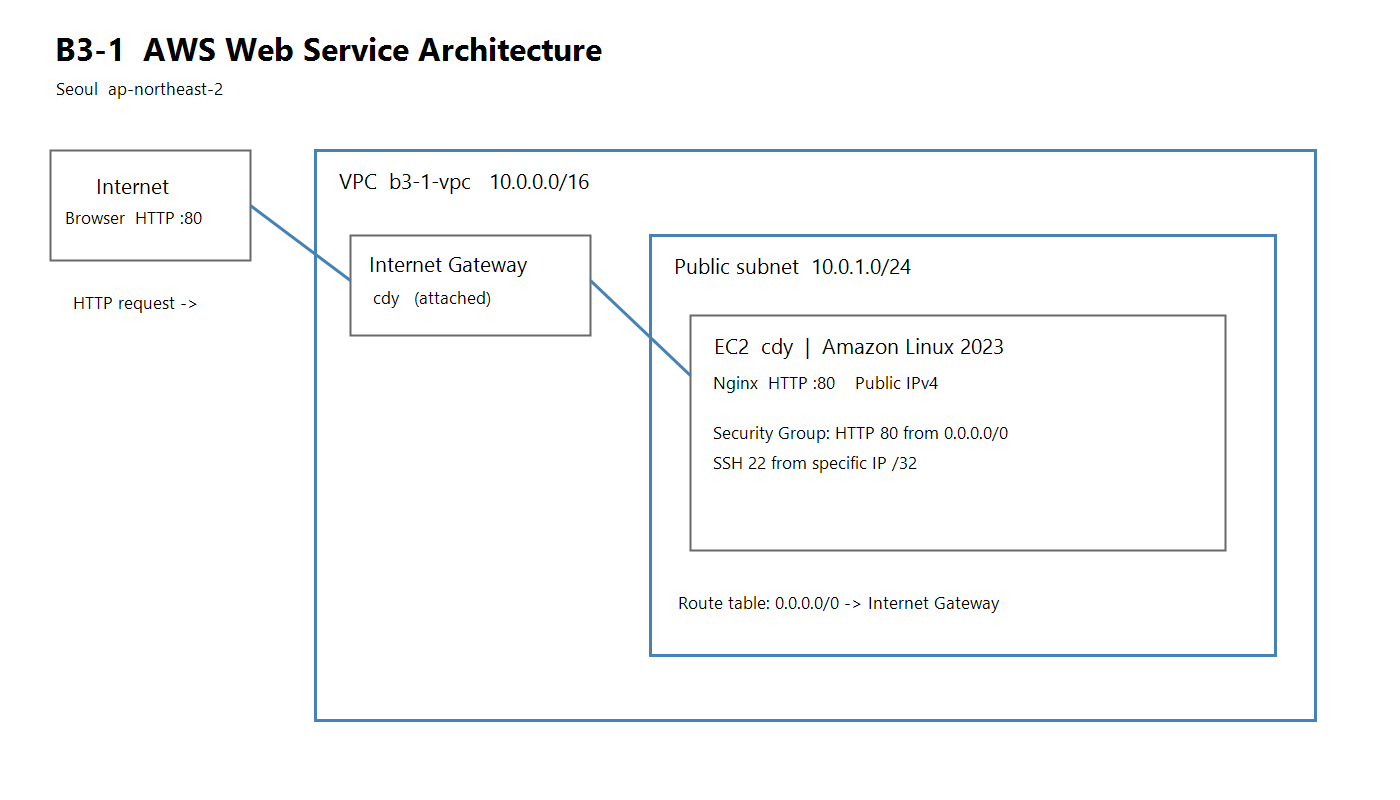 B3-1 AWS Web Service Architecture
Seoul ap-northeast-2
Internet
Browser HTTP :80
HTTP request ->
VPC b3-1-vpc 10.0.0.0/16
Internet Gateway
cdy (attached)
Public subnet 10.0.1.0/24
EC2 cdy | Amazon Linux 2023
Nginx HTTP :80 Public IPv4
Security Group: HTTP 80 from 0.0.0.0/0
SSH 22 from specific IP /32
Route table: 0.0.0.0/0 -> Internet Gateway